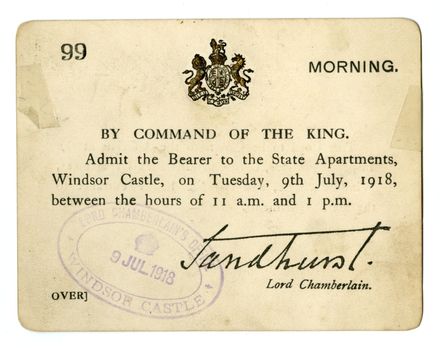 99
MORNING.
BY COMMAND OF THE KING.
Admit the Bearer to the State Apartments,
Windsor Castle, on Tuesday, 9th July, 1918,
between the hours of 11 a.m. and 1 p.m.
LORD CHAMBERLAIN'S
9 JUL 1918
WINDSOR CASTLE
Sandhurst.
Lord Chamberlain.
OVER]